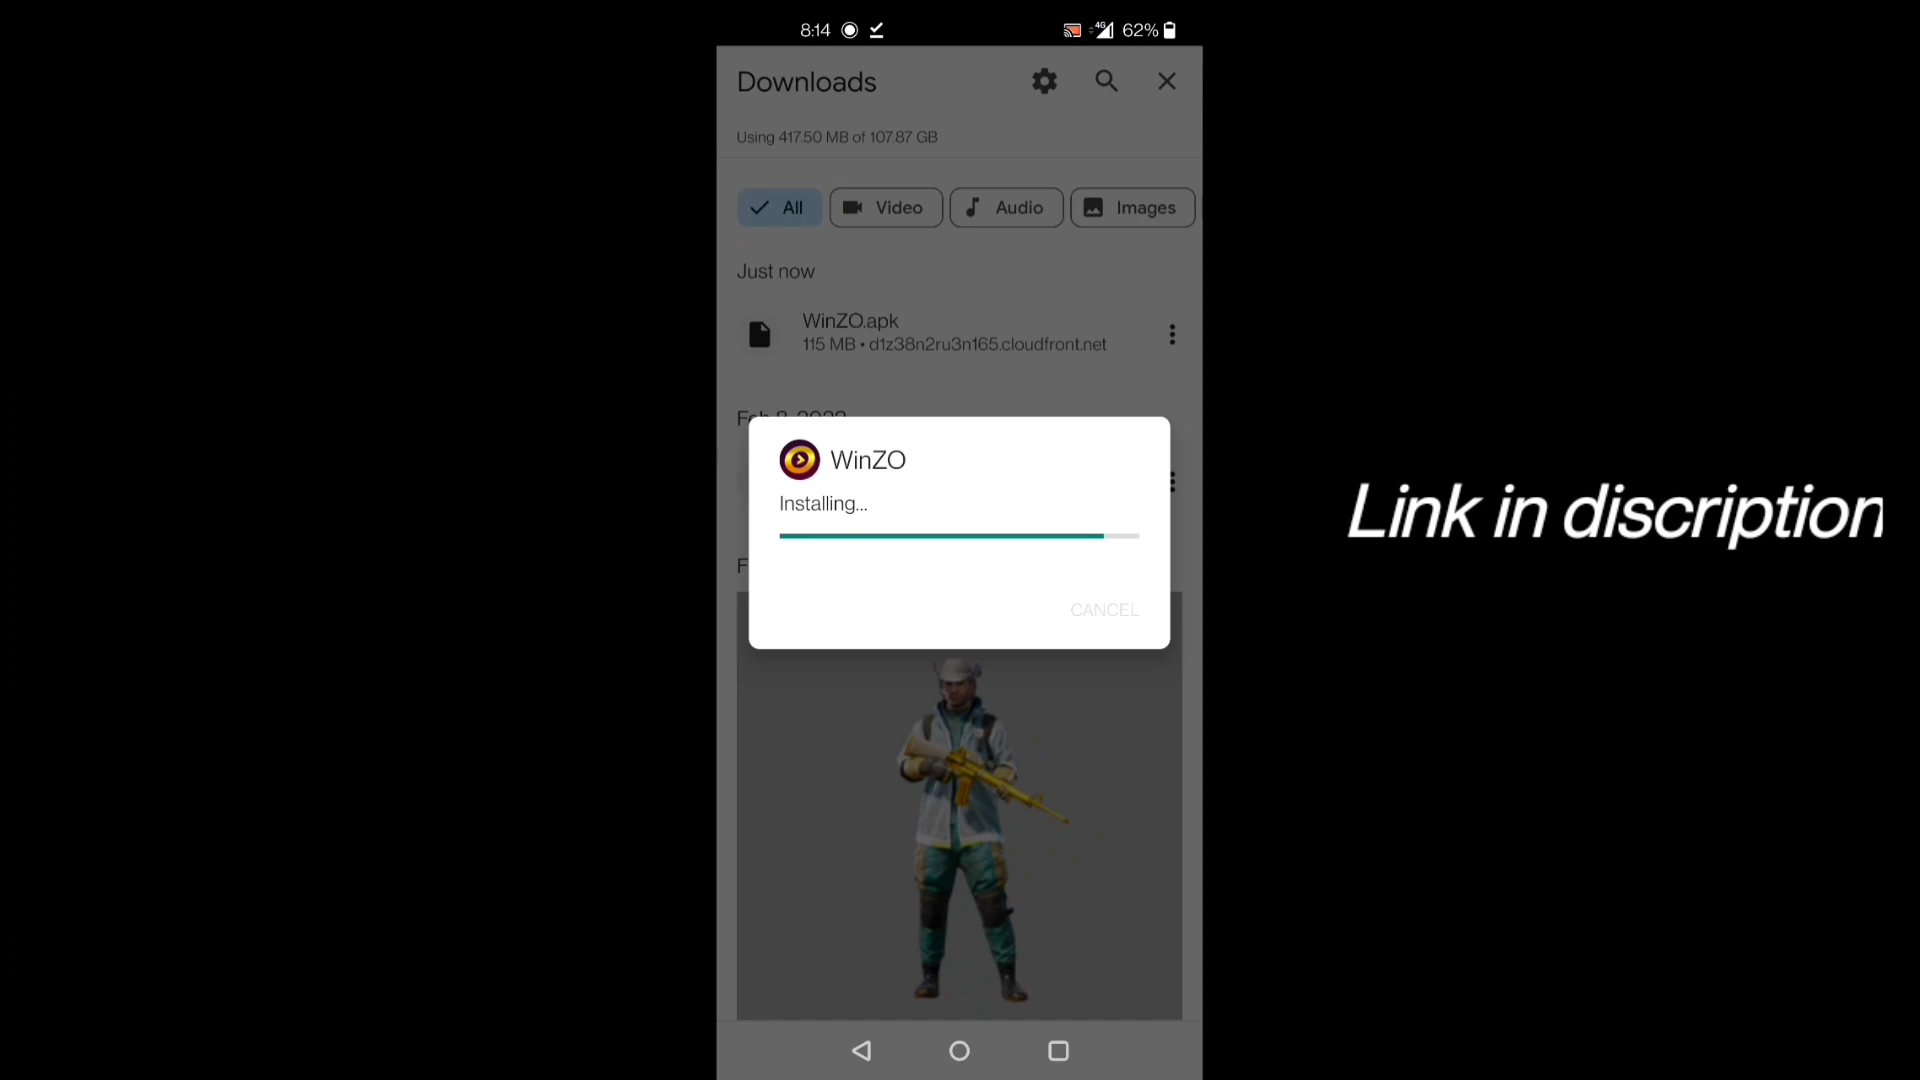 8:14
4G 62%
Downloads
Using 417.50 MB of 107.87 GB
All Video Audio Images
Just now
WinZO.apk
115 MB • d1z38n2ru3n165.cloudfront.net
WinZO
Installing...
CANCEL
Link in discription